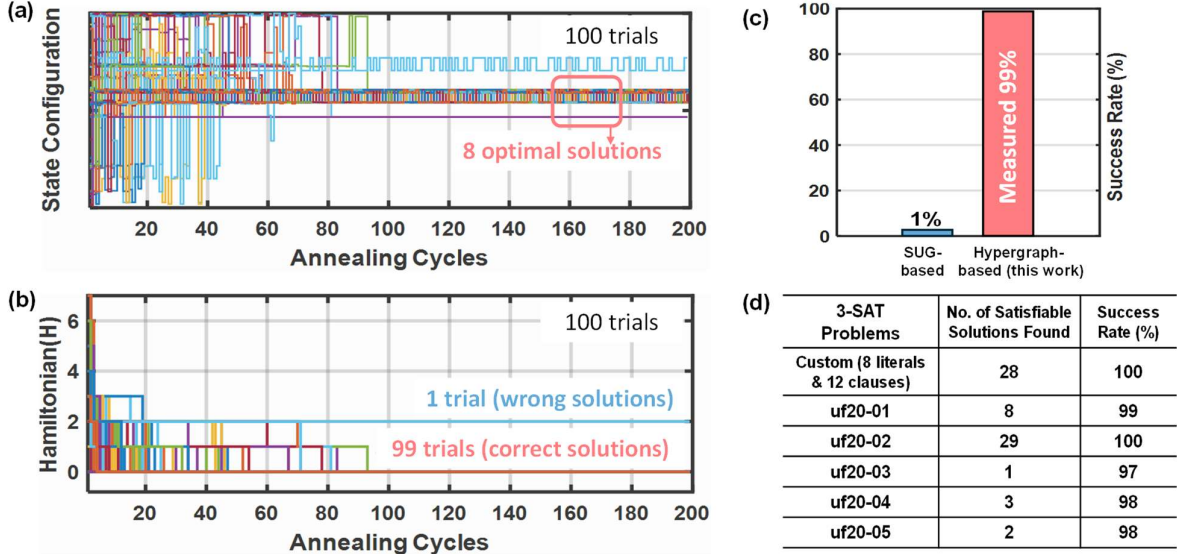 (a)
State Configuration
100 trials
8 optimal solutions
20 40 60 80 100 120 140 160 180 200
Annealing Cycles
(b)
Hamiltonian(H)
6
4
2
0
100 trials
1 trial (wrong solutions)
99 trials (correct solutions)
20 40 60 80 100 120 140 160 180 200
Annealing Cycles
(c)
100
80
60
40
20
0
1%
Measured 99%
Success Rate (%)
SUG-
based
Hypergraph-
based (this work)
(d)
3-SAT
Problems
No. of Satisfiable
Solutions Found
Success
Rate (%)
Custom (8 literals
& 12 clauses)
28
100
uf20-01 8 99
uf20-02 29 100
uf20-03 1 97
uf20-04 3 98
uf20-05 2 98